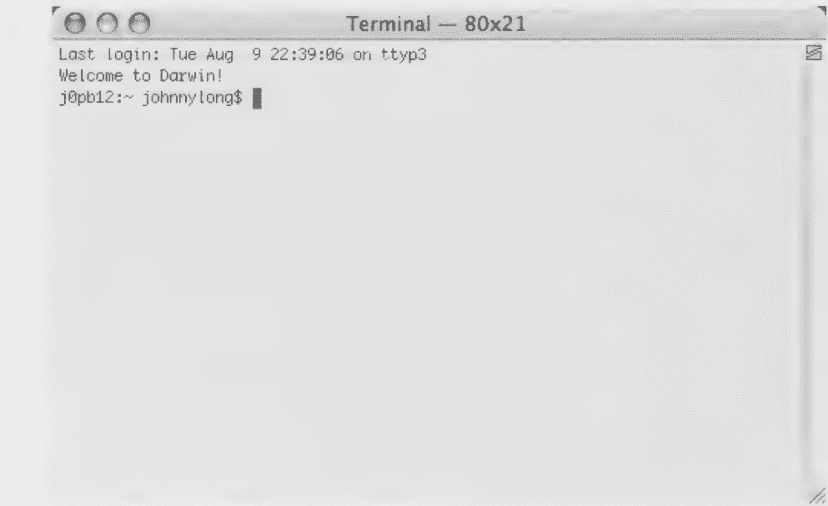 Terminal — 80x21
Last login: Tue Aug  9 22:39:06 on ttyp3
Welcome to Darwin!
j0pb12:~ johnnylong$